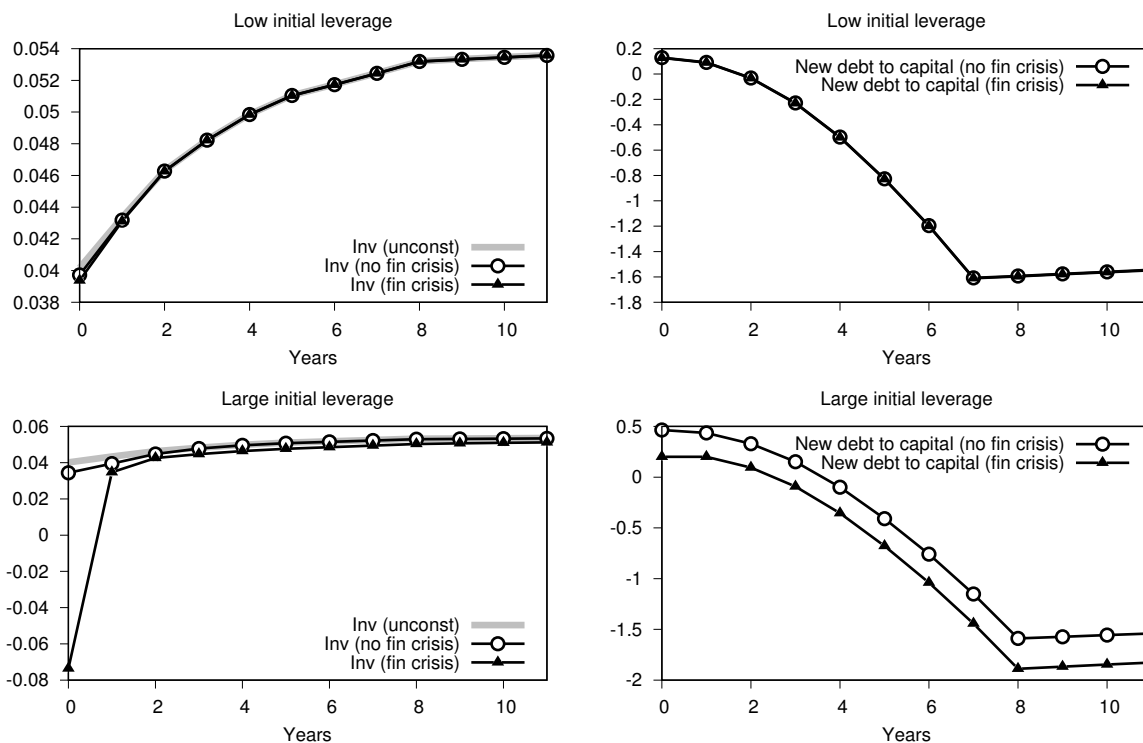 Low initial leverage
0.054
0.052
0.05
0.048
0.046
0.044
0.042
0.04
0.038
Inv (unconst)
Inv (no fin crisis)
Inv (fin crisis)
0 2 4 6 8 10
Years
Low initial leverage
0.2
0
-0.2
-0.4
-0.6
-0.8
-1
-1.2
-1.4
-1.6
-1.8
New debt to capital (no fin crisis)
New debt to capital (fin crisis)
0 2 4 6 8 10
Years
Large initial leverage
0.06
0.04
0.02
0
-0.02
-0.04
-0.06
-0.08
Inv (unconst)
Inv (no fin crisis)
Inv (fin crisis)
0 2 4 6 8 10
Years
Large initial leverage
0.5
0
-0.5
-1
-1.5
-2
New debt to capital (no fin crisis)
New debt to capital (fin crisis)
0 2 4 6 8 10
Years